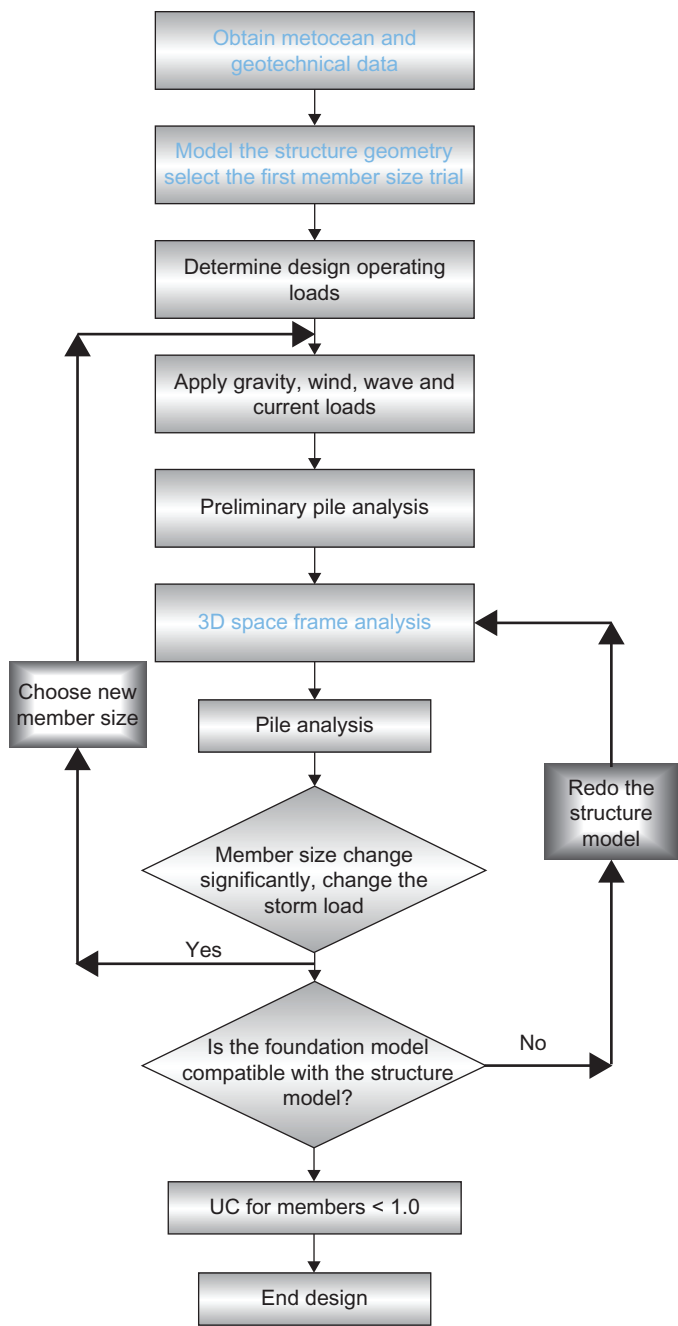 Obtain metocean and
geotechnical data
Model the structure geometry
select the first member size trial
Determine design operating
loads
Apply gravity, wind, wave and
current loads
Preliminary pile analysis
3D space frame analysis
Choose new
member size
Pile analysis
Redo the
structure
model
Member size change
significantly, change the
storm load
Yes
Is the foundation model
compatible with the structure
model?
No
UC for members < 1.0
End design